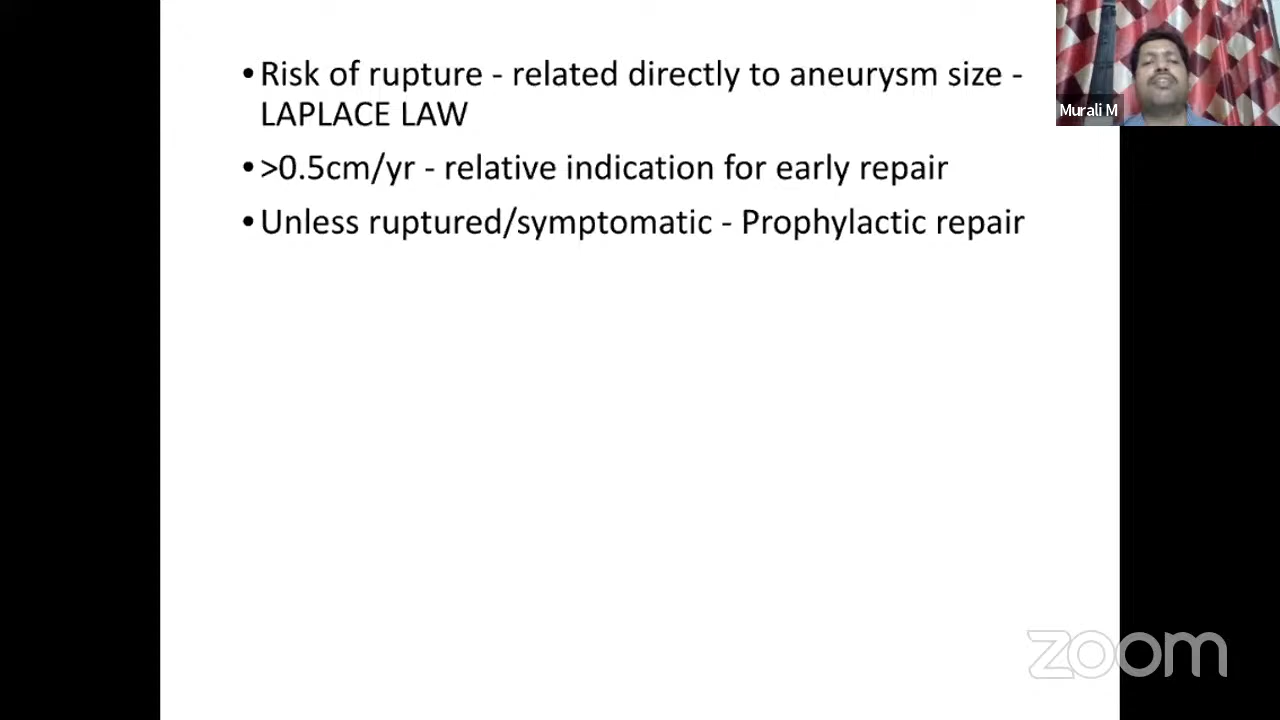 •Risk of rupture - related directly to aneurysm size -
LAPLACE LAW
•>0.5cm/yr - relative indication for early repair
•Unless ruptured/symptomatic - Prophylactic repair
Murali M
zoom